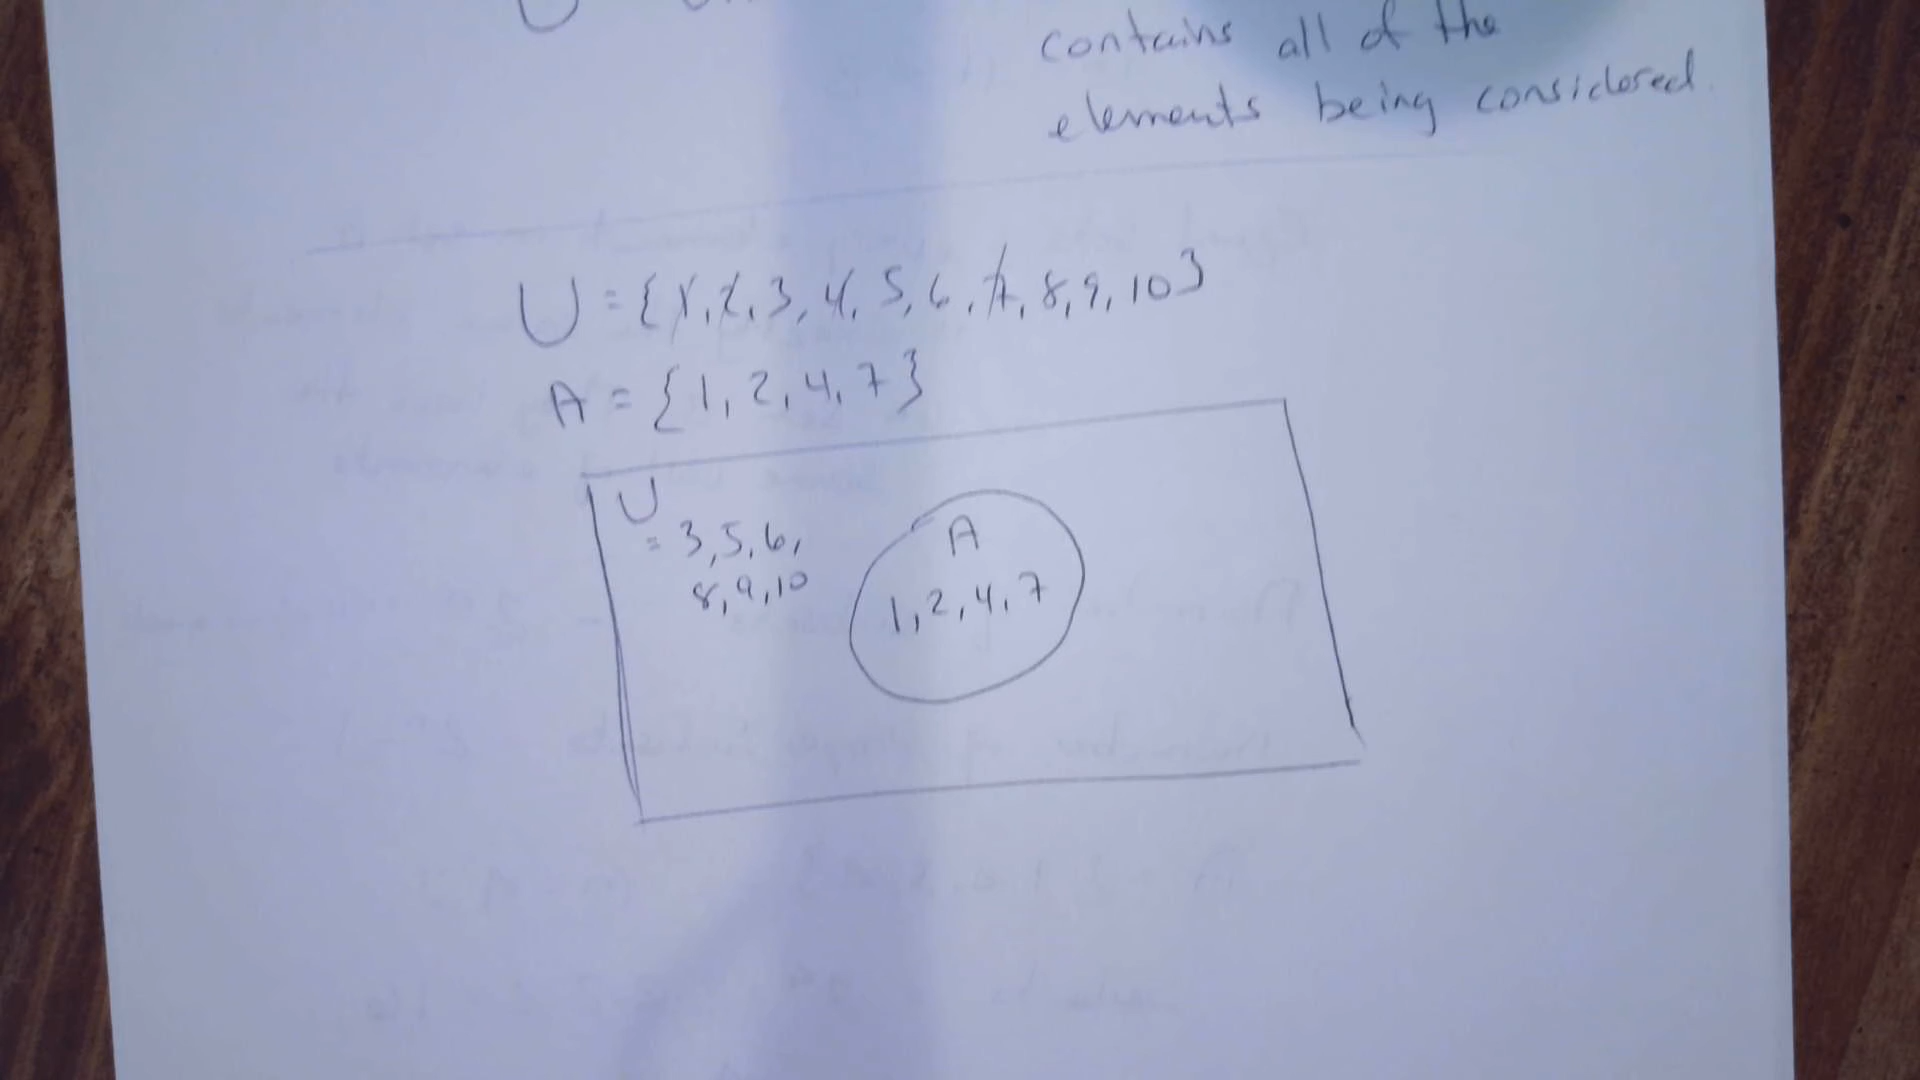 U
contains all of the
elements being considered.
U = {1, 2, 3, 4, 5, 6, 7, 8, 9, 10}
A = {1, 2, 4, 7}
U
= 3, 5, 6,
8, 9, 10
A
1, 2, 4, 7